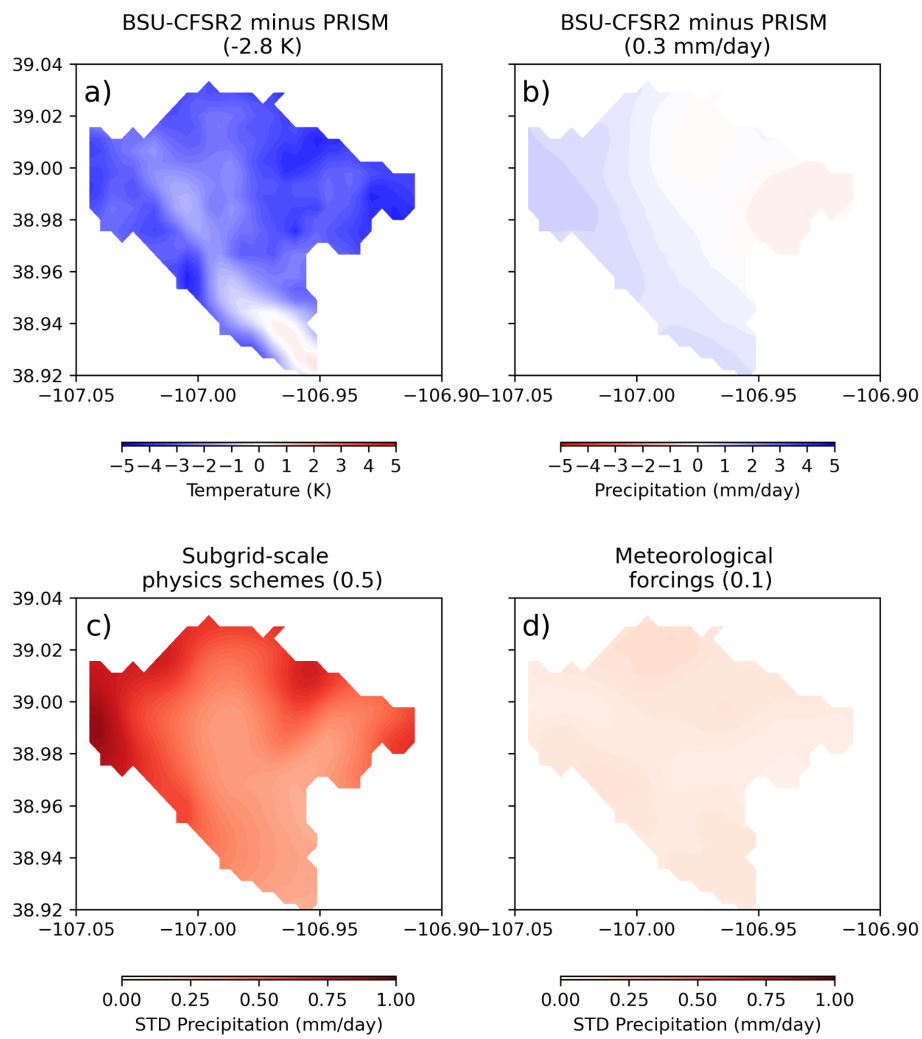 BSU-CFSR2 minus PRISM
(-2.8 K)
BSU-CFSR2 minus PRISM
(0.3 mm/day)
a)
39.04
39.02
39.00
38.98
38.96
38.94
38.92
−107.05 −107.00 −106.95 −106.90
b)
−107.05 −107.00 −106.95 −106.90
−5 −4 −3 −2 −1 0 1 2 3 4 5
Temperature (K)
−5 −4 −3 −2 −1 0 1 2 3 4 5
Precipitation (mm/day)
Subgrid-scale
physics schemes (0.5)
Meteorological
forcings (0.1)
c)
39.04
39.02
39.00
38.98
38.96
38.94
38.92
−107.05 −107.00 −106.95 −106.90
d)
−107.05 −107.00 −106.95 −106.90
0.00 0.25 0.50 0.75 1.00
STD Precipitation (mm/day)
0.00 0.25 0.50 0.75 1.00
STD Precipitation (mm/day)